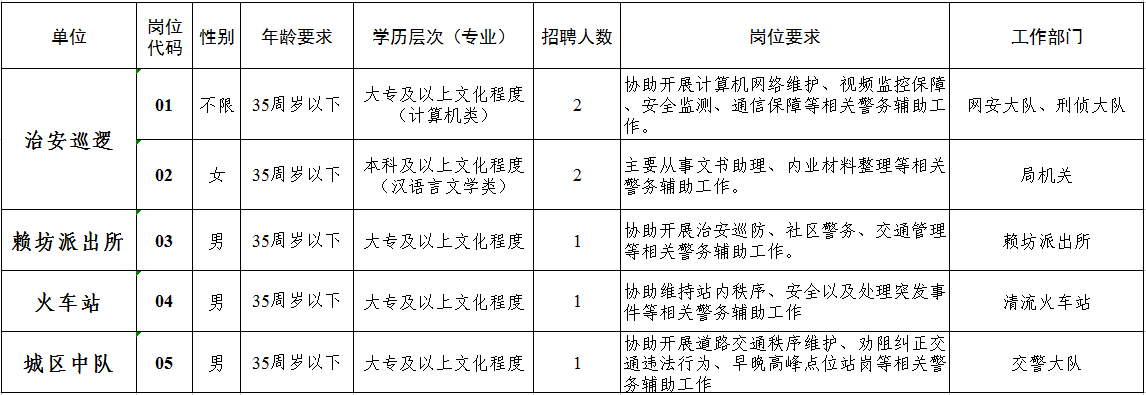 单位 岗位代码 性别 年龄要求 学历层次（专业） 招聘人数 岗位要求 工作部门
治安巡逻
01 不限 35周岁以下 大专及以上文化程度
（计算机类）
2
协助开展计算机网络维护、视频监控保障
、安全监测、通信保障等相关警务辅助工
作。
网安大队、刑侦大队
02 女 35周岁以下 本科及以上文化程度
（汉语言文学类）
2
主要从事文书助理、内业材料整理等相关
警务辅助工作。
局机关
赖坊派出所 03 男 35周岁以下 大专及以上文化程度 1
协助开展治安巡防、社区警务、交通管理
等相关警务辅助工作。
赖坊派出所
火车站 04 男 35周岁以下 大专及以上文化程度 1
协助维持站内秩序、安全以及处理突发事
件等相关警务辅助工作
清流火车站
城区中队 05 男 35周岁以下 大专及以上文化程度 1
协助开展道路交通秩序维护、劝阻纠正交
通违法行为、早晚高峰点位站岗等相关警
务辅助工作
交警大队